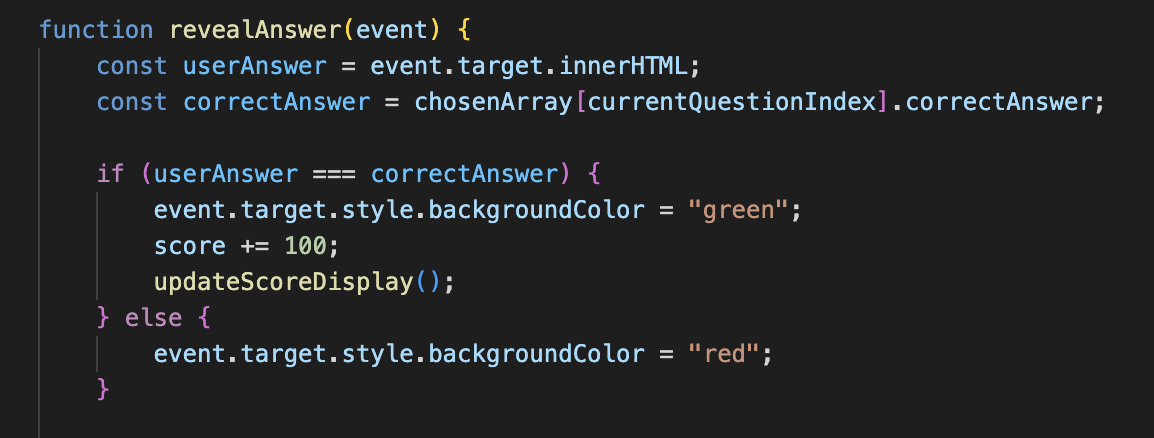 function revealAnswer(event) {
    const userAnswer = event.target.innerHTML;
    const correctAnswer = chosenArray[currentQuestionIndex].correctAnswer;

    if (userAnswer === correctAnswer) {
        event.target.style.backgroundColor = "green";
        score += 100;
        updateScoreDisplay();
    } else {
        event.target.style.backgroundColor = "red";
    }